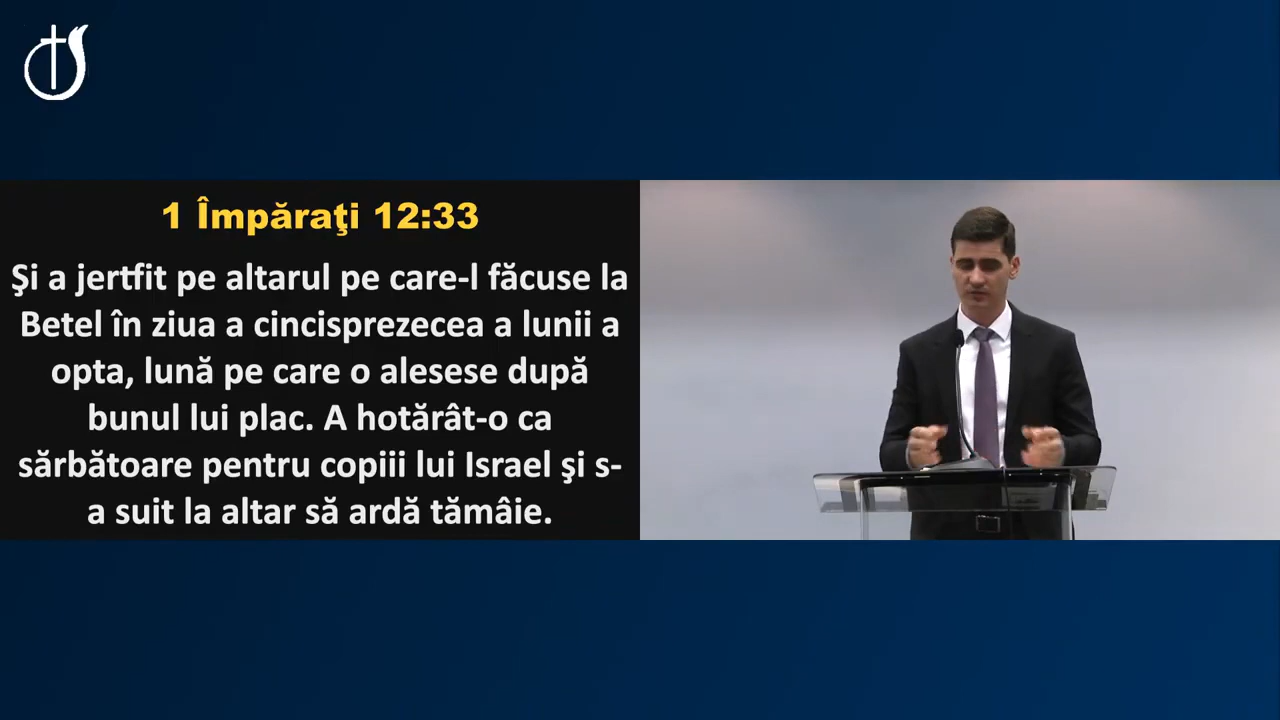 1 Împăraţi 12:33
Şi a jertfit pe altarul pe care-l făcuse la
Betel în ziua a cincisprezecea a lunii a
opta, lună pe care o alesese după
bunul lui plac. A hotărât-o ca
sărbătoare pentru copiii lui Israel şi s-
a suit la altar să ardă tămâie.